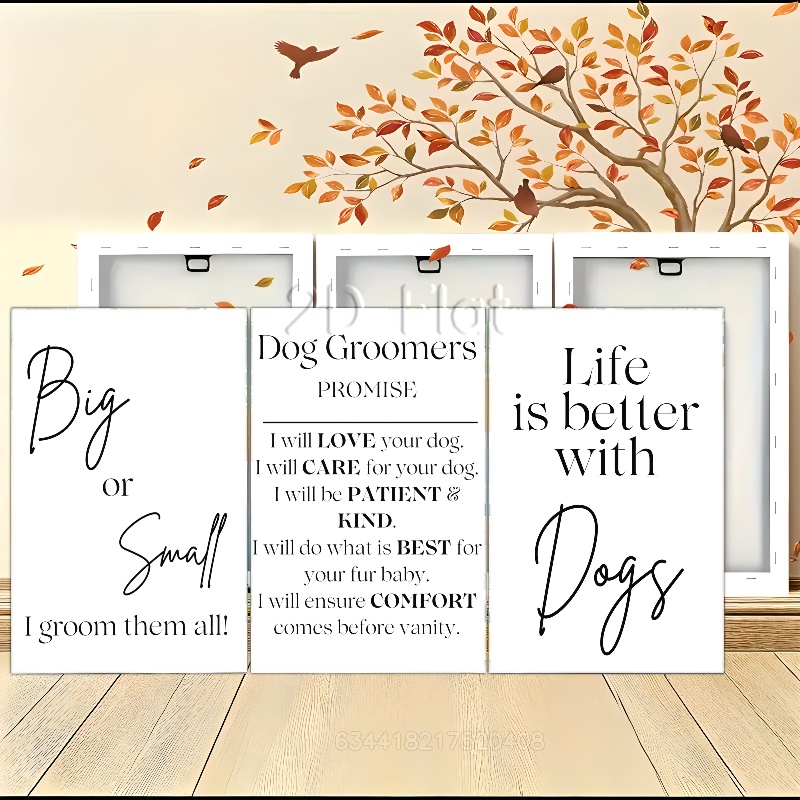 2D Flat
Big
or
Small
I groom them all!
Dog Groomers
PROMISE
I will LOVE your dog.
I will CARE for your dog.
I will be PATIENT &
KIND.
I will do what is BEST for
your fur baby.
I will ensure COMFORT
comes before vanity.
Life
is better
with
Dogs